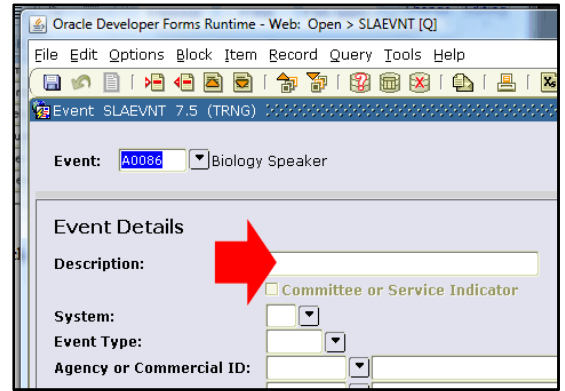 Oracle Developer Forms Runtime - Web: Open > SLAEVNT [Q]
File Edit Options Block Item Record Query Tools Help
Event SLAEVNT 7.5 (TRNG)
Event: A0086 Biology Speaker
Event Details
Description:
Committee or Service Indicator
System:
Event Type:
Agency or Commercial ID: